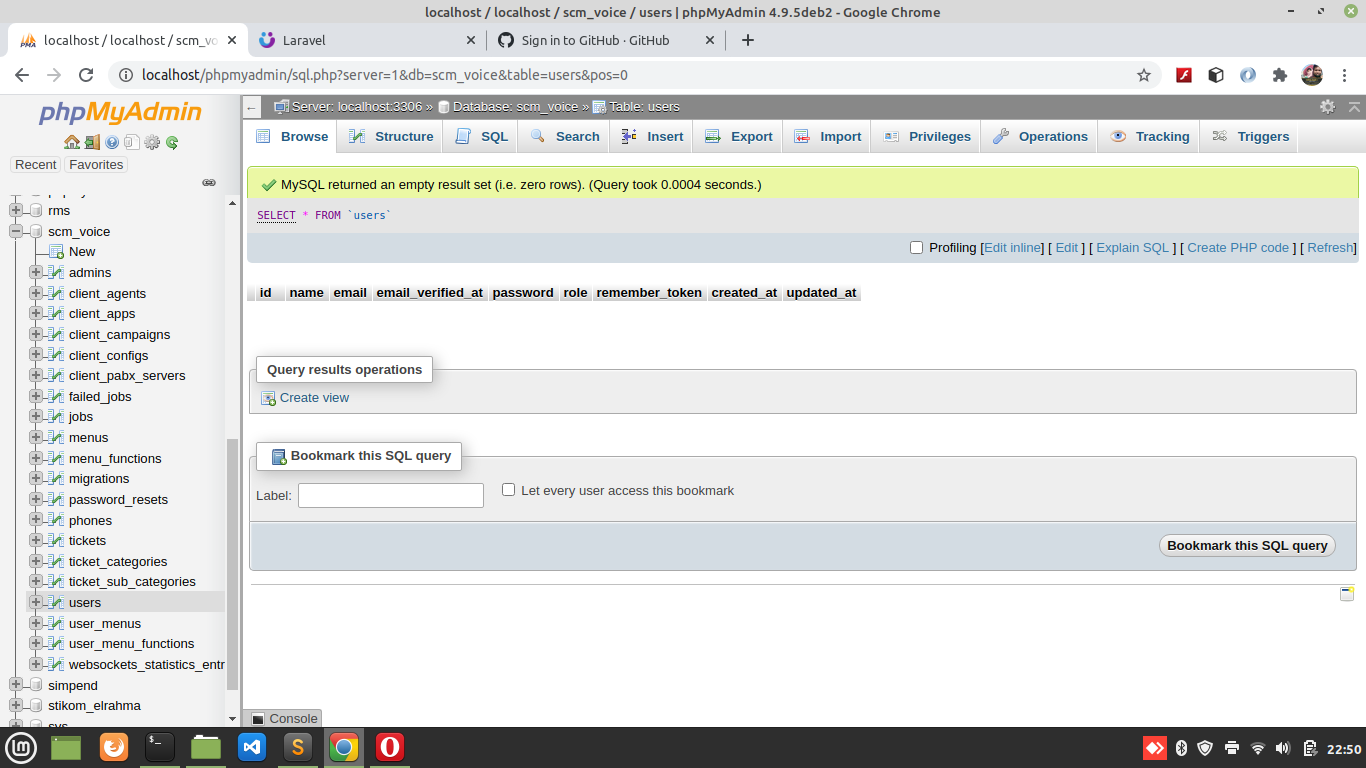 localhost / localhost / scm_voice / users | phpMyAdmin 4.9.5deb2 - Google Chrome
localhost / localhost / scm_vo
Laravel
Sign in to GitHub · GitHub
localhost/phpmyadmin/sql.php?server=1&db=scm_voice&table=users&pos=0
phpMyAdmin
Recent Favorites
rms
scm_voice
New
admins
client_agents
client_apps
client_campaigns
client_configs
client_pabx_servers
failed_jobs
jobs
menus
menu_functions
migrations
password_resets
phones
tickets
ticket_categories
ticket_sub_categories
users
user_menus
user_menu_functions
websockets_statistics_entr
simpend
stikom_elrahma
sys
Server: localhost:3306 » Database: scm_voice » Table: users
Browse Structure SQL Search Insert Export Import Privileges Operations Tracking Triggers
MySQL returned an empty result set (i.e. zero rows). (Query took 0.0004 seconds.)
SELECT * FROM `users`
Profiling [Edit inline] [ Edit ] [ Explain SQL ] [ Create PHP code ] [ Refresh]
id name email email_verified_at password role remember_token created_at updated_at
Query results operations
Create view
Bookmark this SQL query
Label:
Let every user access this bookmark
Bookmark this SQL query
Console
22:50